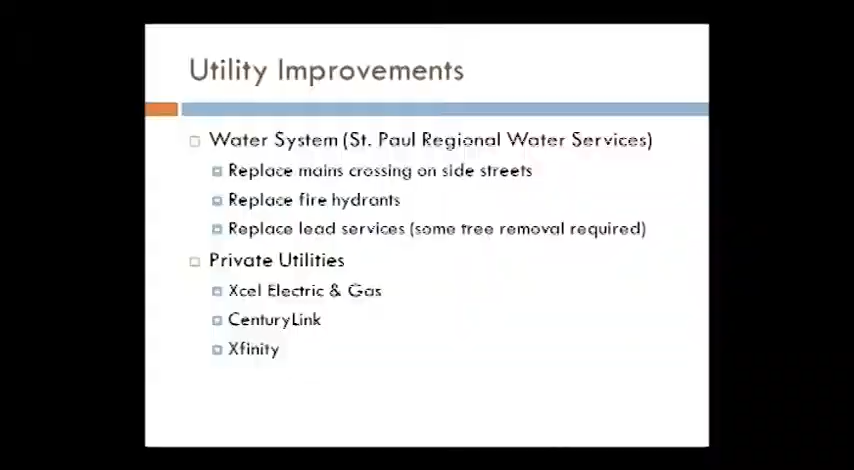 Utility Improvements
Water System (St. Paul Regional Water Services)
Replace mains crossing on side streets
Replace fire hydrants
Replace lead services (some tree removal required)
Private Utilities
Xcel Electric & Gas
CenturyLink
Xfinity